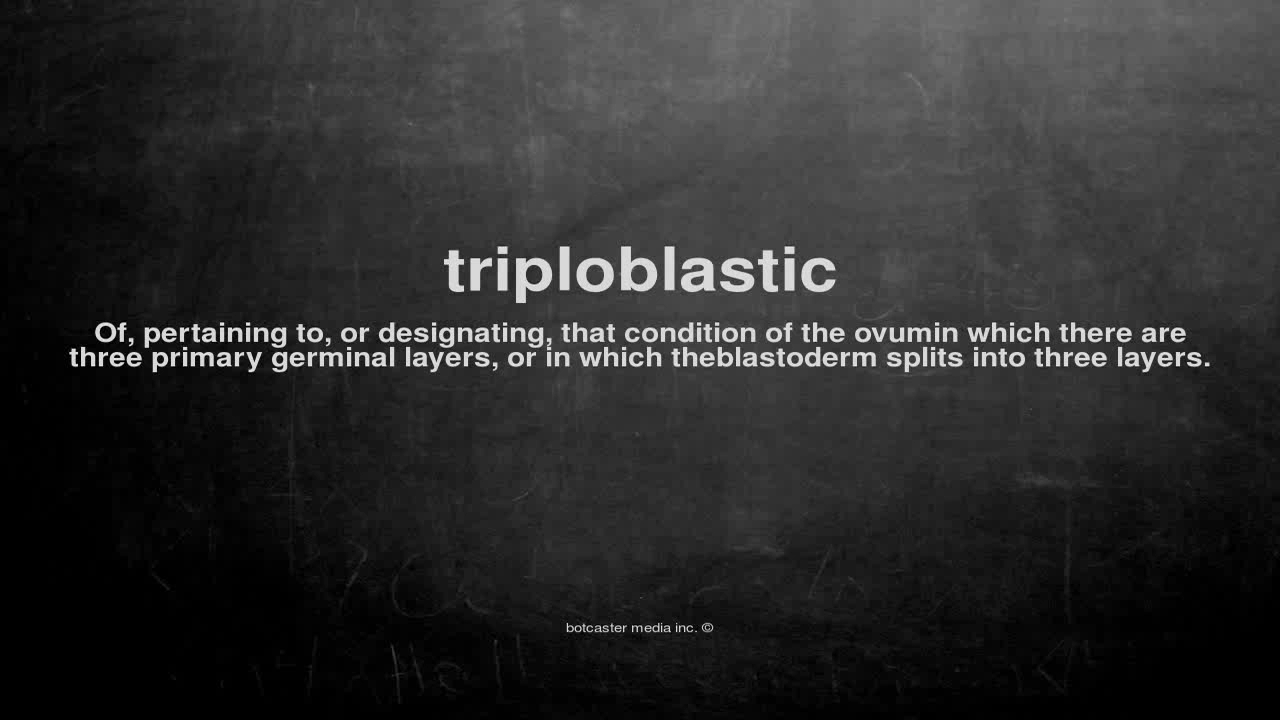 triploblastic
Of, pertaining to, or designating, that condition of the ovumin which there are
three primary germinal layers, or in which theblastoderm splits into three layers.
botcaster media inc. ©